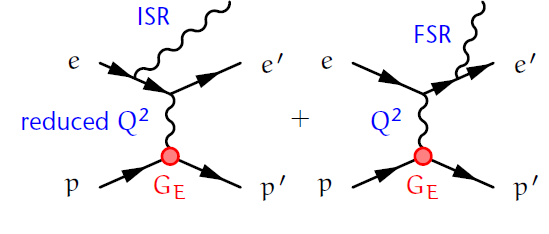 ISR
FSR
e e′ e e′
reduced Q² + Q²
p G_E p′ p G_E p′